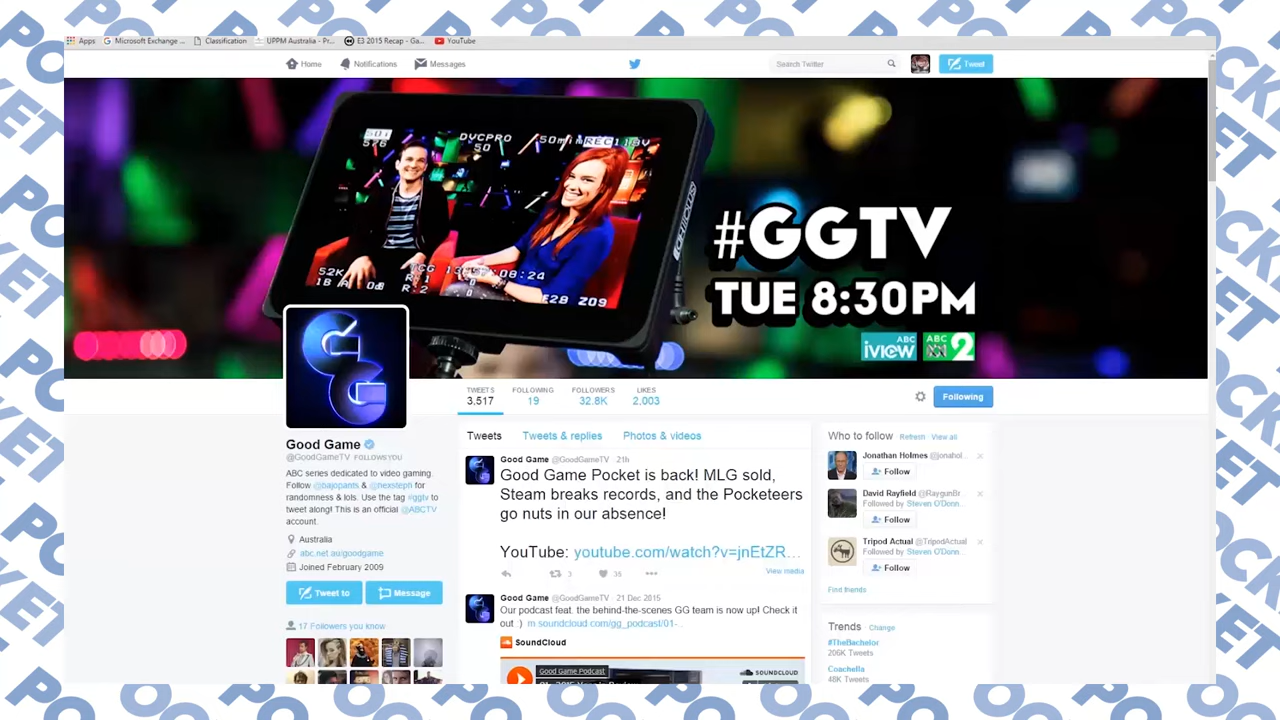 Apps
Microsoft Exchange ...
Classification
UPPM Australia - Pr...
E3 2015 Recap - Ga...
YouTube
Home
Notifications
Messages
Search Twitter
Tweet
DVCPRO
50
50min
#GGTV
TUE 8:30PM
ABC
iview
ABC
2
TWEETS
3,517
FOLLOWING
19
FOLLOWERS
32.8K
LIKES
2,003
Following
Good Game
@GoodGameTV FOLLOWS YOU
ABC series dedicated to video gaming.
Follow @bajopants & @hexsteph for
randomness & lols. Use the tag #ggtv to
tweet along! This is an official @ABCTV
account.
Australia
abc.net.au/goodgame
Joined February 2009
Tweet to
Message
17 Followers you know
Tweets
Tweets & replies
Photos & videos
Good Game @GoodGameTV · 21h
Good Game Pocket is back! MLG sold,
Steam breaks records, and the Pocketeers
go nuts in our absence!
YouTube: youtube.com/watch?v=jnEtZR...
3
35
View media
Good Game @GoodGameTV · 21 Dec 2015
Our podcast feat. the behind-the-scenes GG team is now up! Check it
out :) m.soundcloud.com/gg_podcast/01-...
SoundCloud
Good Game Podcast
SOUNDCLOUD
Who to follow
Refresh · View all
Jonathan Holmes @jonahol...
Follow
David Rayfield @RaygunBr...
Followed by Steven O'Donn...
Follow
Tripod Actual @TripodActual
Followed by Steven O'Donn...
Follow
Find friends
Trends
Change
#TheBachelor
206K Tweets
Coachella
48K Tweets
POCKET